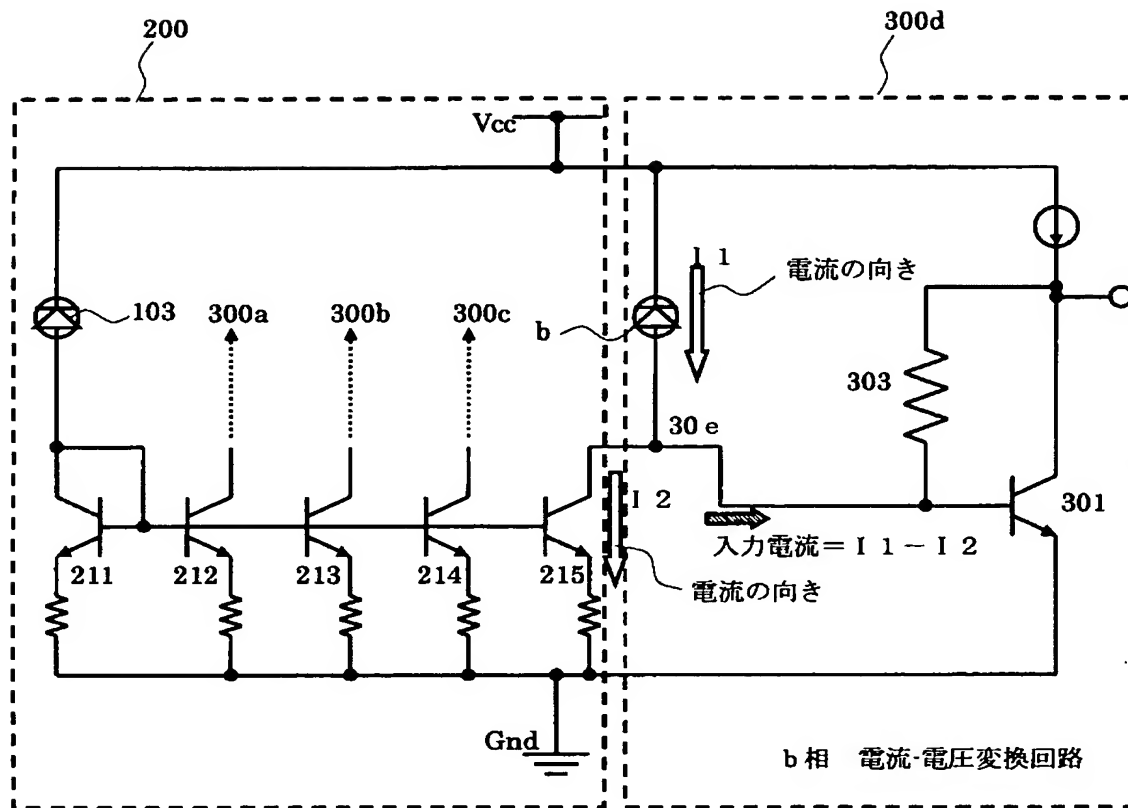 200
300d
Vcc
I 1
電流の向き
103
300a
300b
300c
b
303
30 e
I 2
301
入力電流=I 1-I 2
211
212
213
214
215
電流の向き
Gnd
b相 電流-電圧変換回路